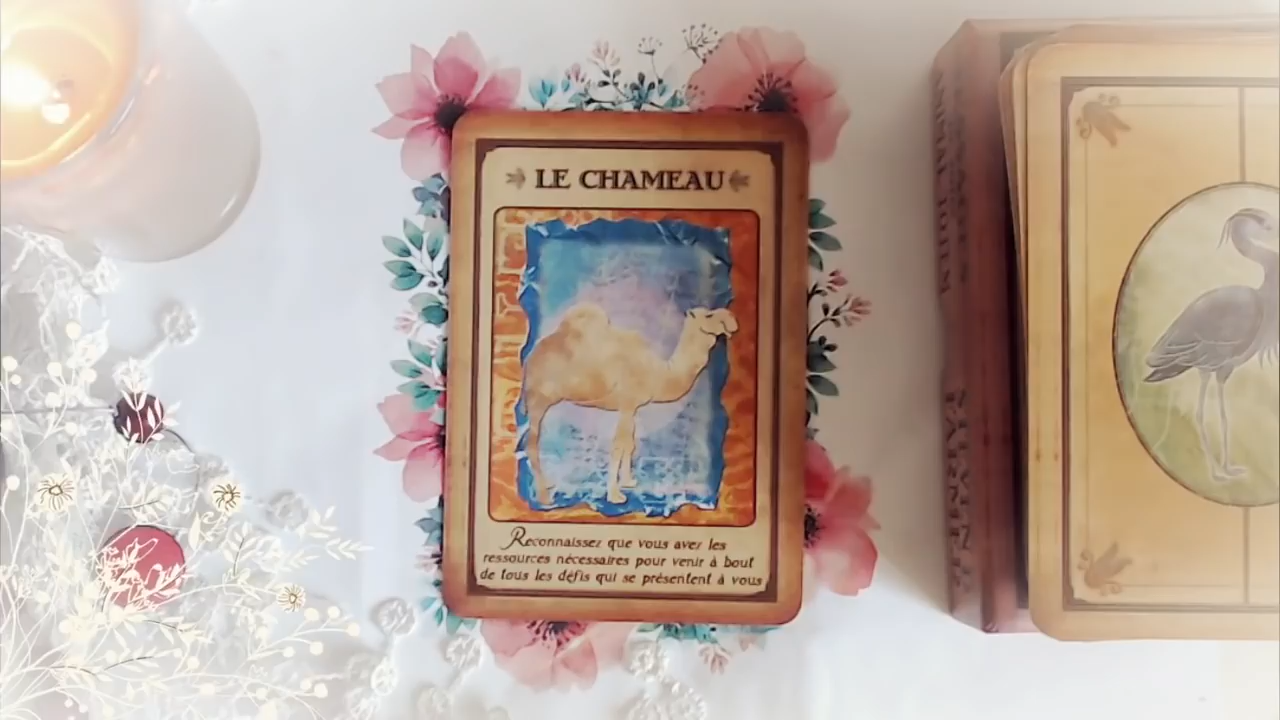 LE CHAMEAU
Reconnaissez que vous avez les
ressources nécessaires pour venir à bout
de tous les défis qui se présentent à vous